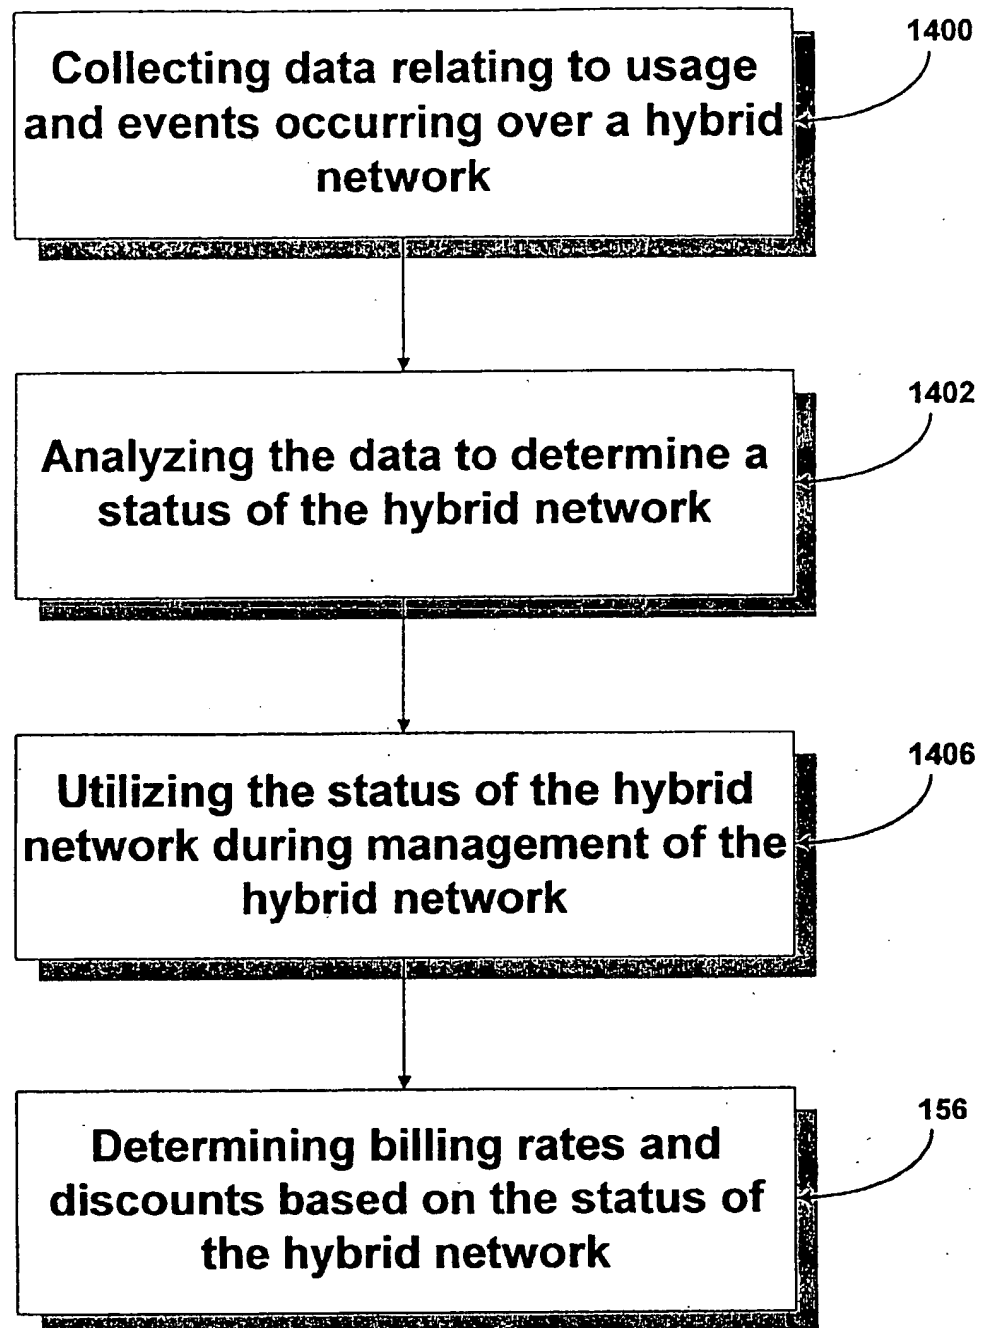 1400
Collecting data relating to usage
and events occurring over a hybrid
network
1402
Analyzing the data to determine a
status of the hybrid network
1406
Utilizing the status of the hybrid
network during management of the
hybrid network
156
Determining billing rates and
discounts based on the status of
the hybrid network